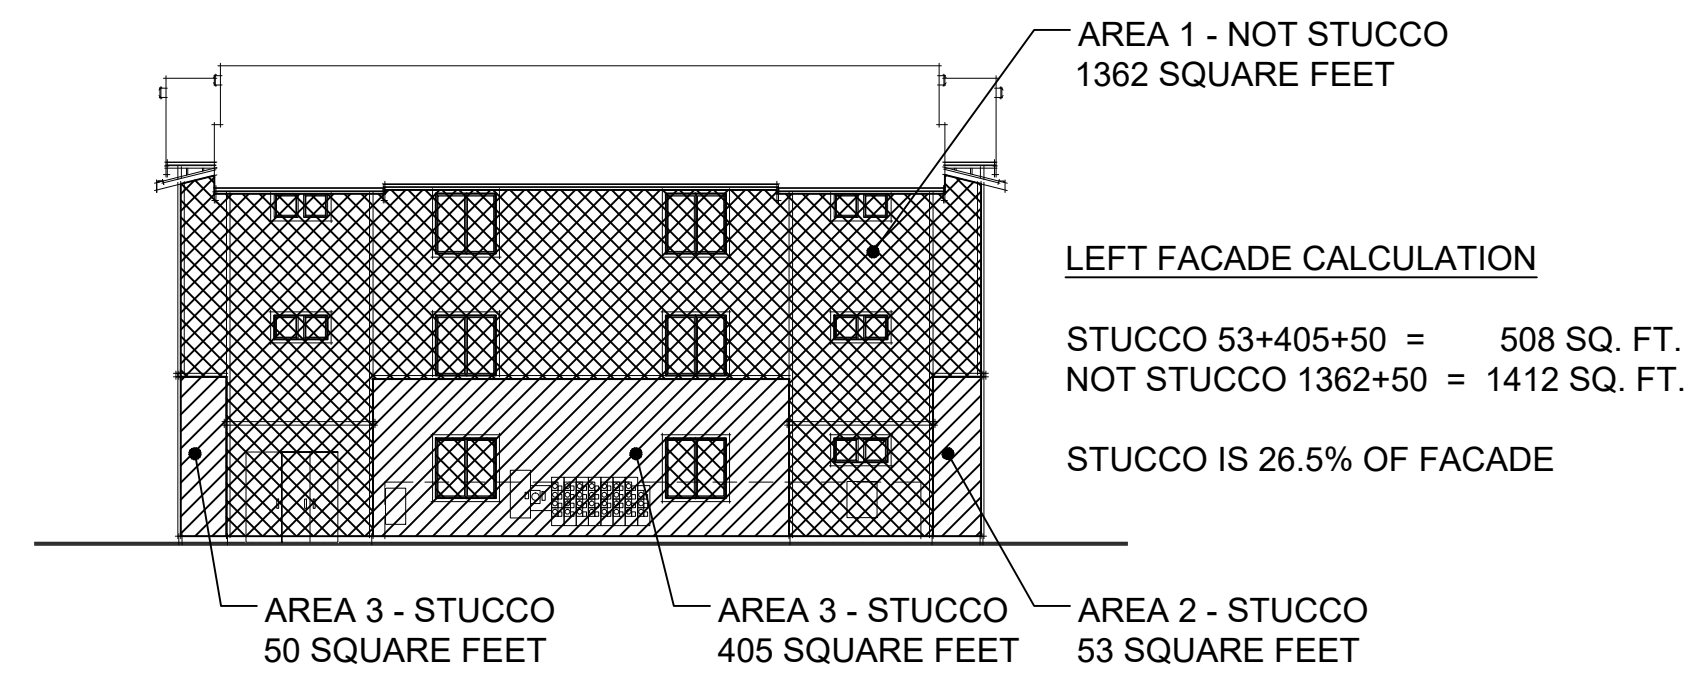 AREA 1 - NOT STUCCO
1362 SQUARE FEET
LEFT FACADE CALCULATION
STUCCO 53+405+50 = 508 SQ. FT.
NOT STUCCO 1362+50 = 1412 SQ. FT.
STUCCO IS 26.5% OF FACADE
AREA 3 - STUCCO
50 SQUARE FEET
AREA 3 - STUCCO
405 SQUARE FEET
AREA 2 - STUCCO
53 SQUARE FEET